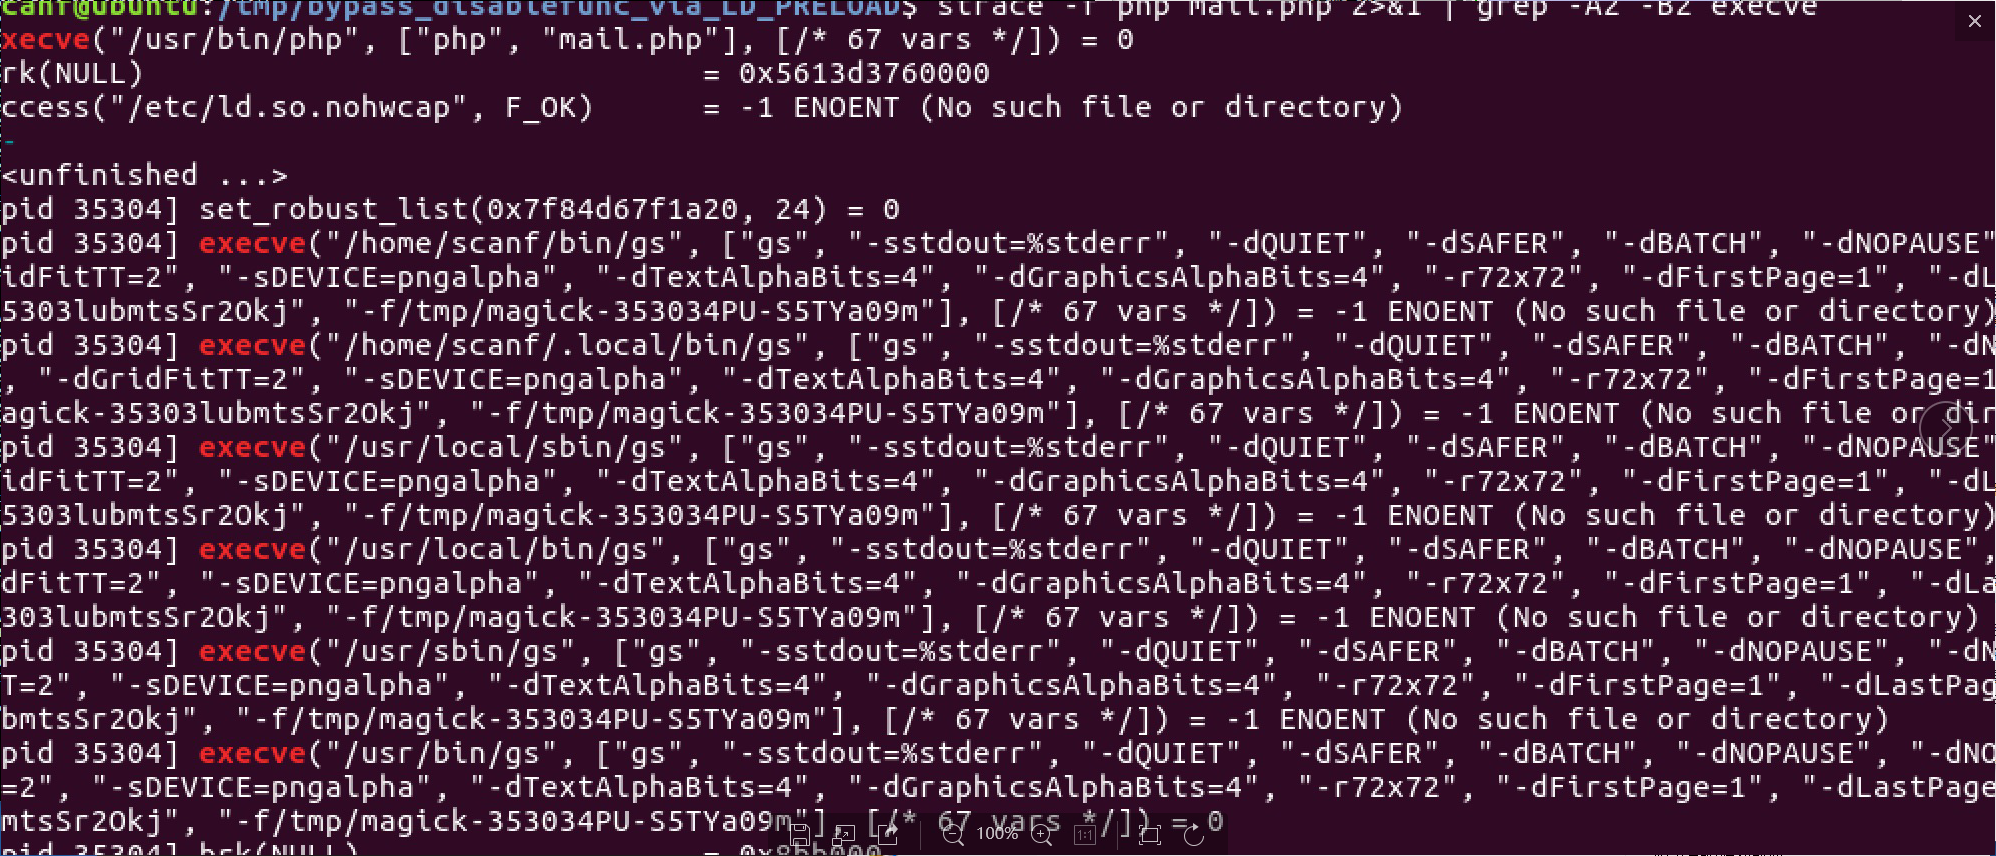 canf@ubuntu:/tmp/bypass_disablefunc_via_LD_PRELOAD$ strace -f php mail.php 2>&1 | grep -A2 -B2 execve
xecve("/usr/bin/php", ["php", "mail.php"], [/* 67 vars */]) = 0
rk(NULL) = 0x5613d3760000
ccess("/etc/ld.so.nohwcap", F_OK) = -1 ENOENT (No such file or directory)
-
<unfinished ...>
pid 35304] set_robust_list(0x7f84d67f1a20, 24) = 0
pid 35304] execve("/home/scanf/bin/gs", ["gs", "-sstdout=%stderr", "-dQUIET", "-dSAFER", "-dBATCH", "-dNOPAUSE"
idFitTT=2", "-sDEVICE=pngalpha", "-dTextAlphaBits=4", "-dGraphicsAlphaBits=4", "-r72x72", "-dFirstPage=1", "-dL
5303lubmtsSr2Okj", "-f/tmp/magick-353034PU-S5TYa09m"], [/* 67 vars */]) = -1 ENOENT (No such file or directory)
pid 35304] execve("/home/scanf/.local/bin/gs", ["gs", "-sstdout=%stderr", "-dQUIET", "-dSAFER", "-dBATCH", "-dN
, "-dGridFitTT=2", "-sDEVICE=pngalpha", "-dTextAlphaBits=4", "-dGraphicsAlphaBits=4", "-r72x72", "-dFirstPage=1
agick-35303lubmtsSr2Okj", "-f/tmp/magick-353034PU-S5TYa09m"], [/* 67 vars */]) = -1 ENOENT (No such file or dir
pid 35304] execve("/usr/local/sbin/gs", ["gs", "-sstdout=%stderr", "-dQUIET", "-dSAFER", "-dBATCH", "-dNOPAUSE"
idFitTT=2", "-sDEVICE=pngalpha", "-dTextAlphaBits=4", "-dGraphicsAlphaBits=4", "-r72x72", "-dFirstPage=1", "-dL
5303lubmtsSr2Okj", "-f/tmp/magick-353034PU-S5TYa09m"], [/* 67 vars */]) = -1 ENOENT (No such file or directory)
pid 35304] execve("/usr/local/bin/gs", ["gs", "-sstdout=%stderr", "-dQUIET", "-dSAFER", "-dBATCH", "-dNOPAUSE",
dFitTT=2", "-sDEVICE=pngalpha", "-dTextAlphaBits=4", "-dGraphicsAlphaBits=4", "-r72x72", "-dFirstPage=1", "-dLa
303lubmtsSr2Okj", "-f/tmp/magick-353034PU-S5TYa09m"], [/* 67 vars */]) = -1 ENOENT (No such file or directory)
pid 35304] execve("/usr/sbin/gs", ["gs", "-sstdout=%stderr", "-dQUIET", "-dSAFER", "-dBATCH", "-dNOPAUSE", "-dN
T=2", "-sDEVICE=pngalpha", "-dTextAlphaBits=4", "-dGraphicsAlphaBits=4", "-r72x72", "-dFirstPage=1", "-dLastPag
bmtsSr2Okj", "-f/tmp/magick-353034PU-S5TYa09m"], [/* 67 vars */]) = -1 ENOENT (No such file or directory)
pid 35304] execve("/usr/bin/gs", ["gs", "-sstdout=%stderr", "-dQUIET", "-dSAFER", "-dBATCH", "-dNOPAUSE", "-dNO
=2", "-sDEVICE=pngalpha", "-dTextAlphaBits=4", "-dGraphicsAlphaBits=4", "-r72x72", "-dFirstPage=1", "-dLastPage
mtsSr2Okj", "-f/tmp/magick-353034PU-S5TYa09m"], [/* 67 vars */]) = 0
100% 1:1
pid 35304] brk(NULL) = 0x8bb000